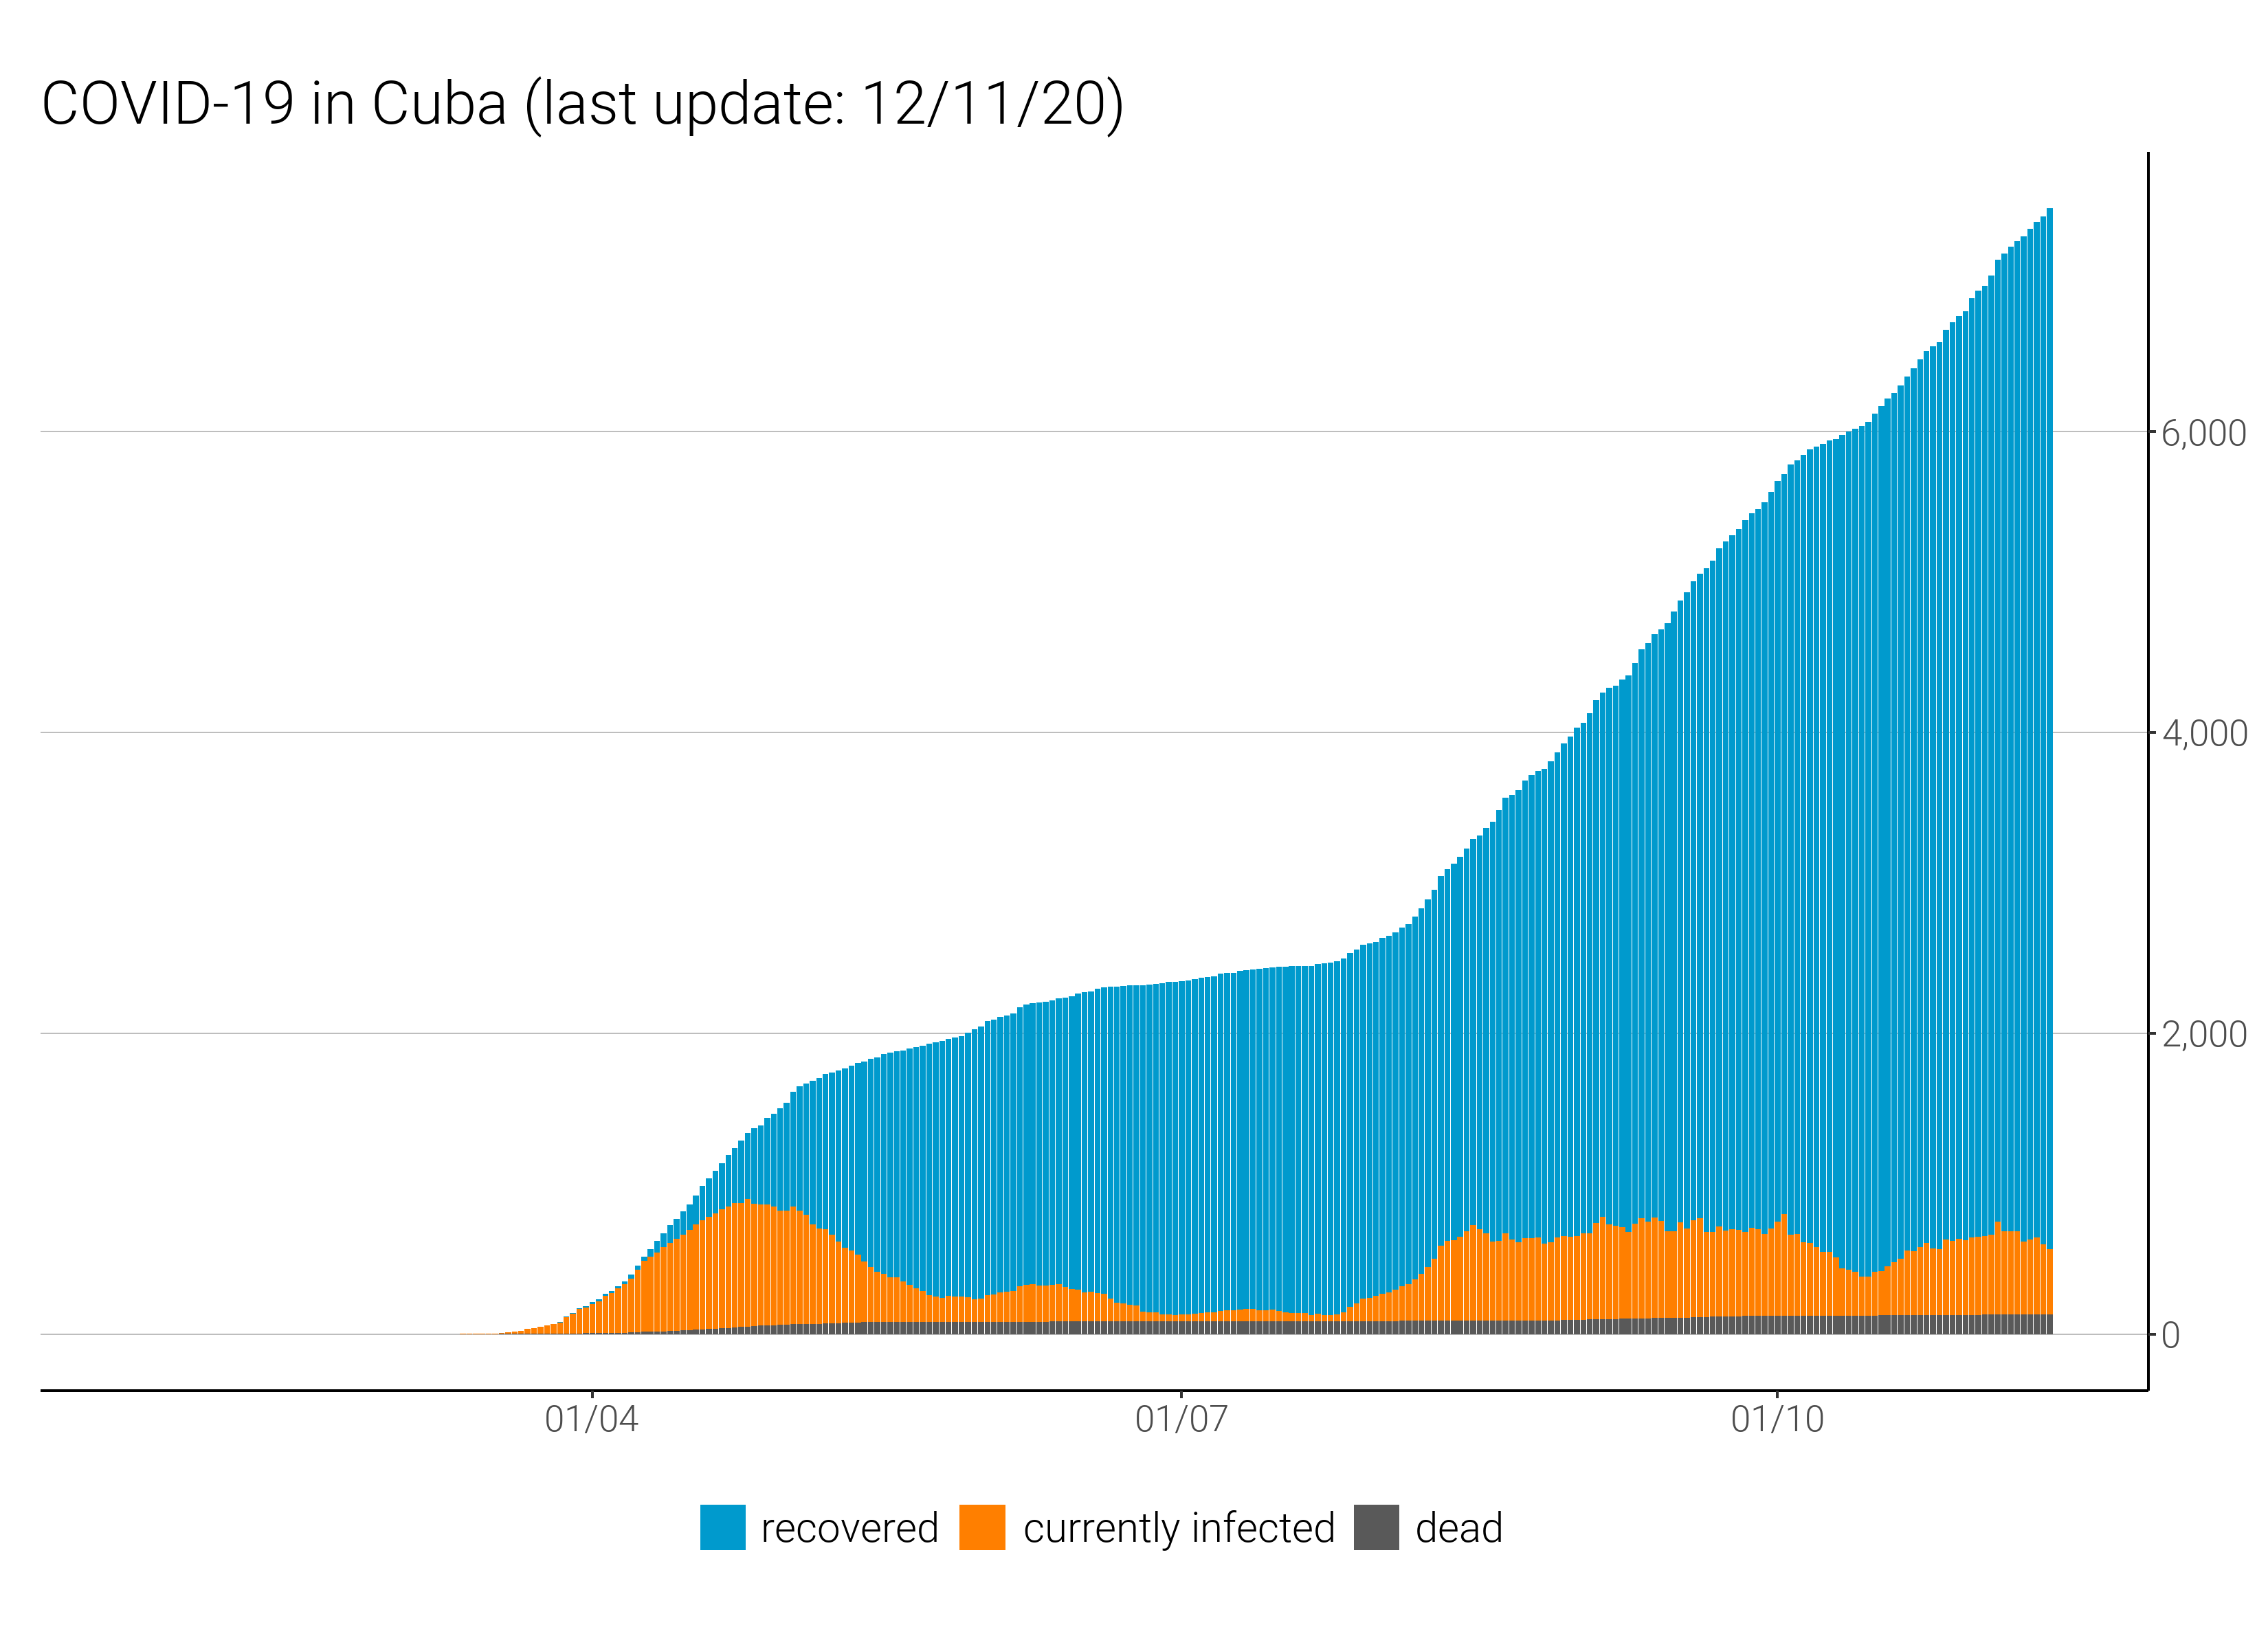 COVID-19 in Cuba (last update: 12/11/20)
6,000
4,000
2,000
0
01/04 01/07 01/10
recovered currently infected dead